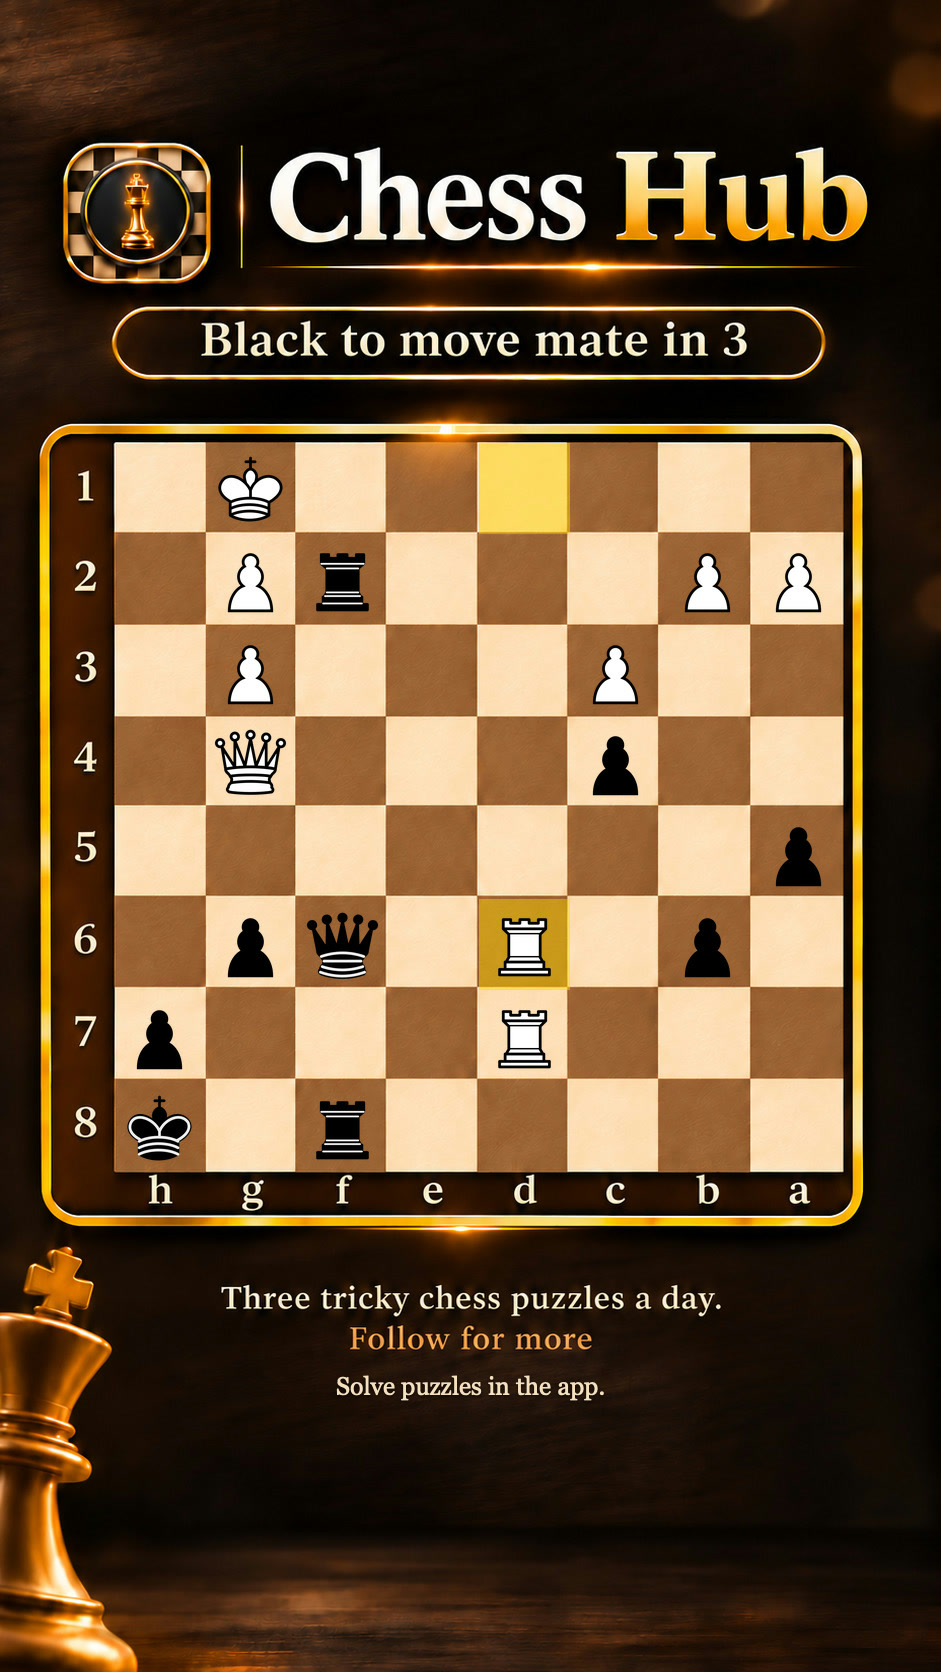 Chess Hub
Black to move mate in 3
1
2
3
4
5
6
7
8
h g f e d c b a
Three tricky chess puzzles a day.
Follow for more
Solve puzzles in the app.